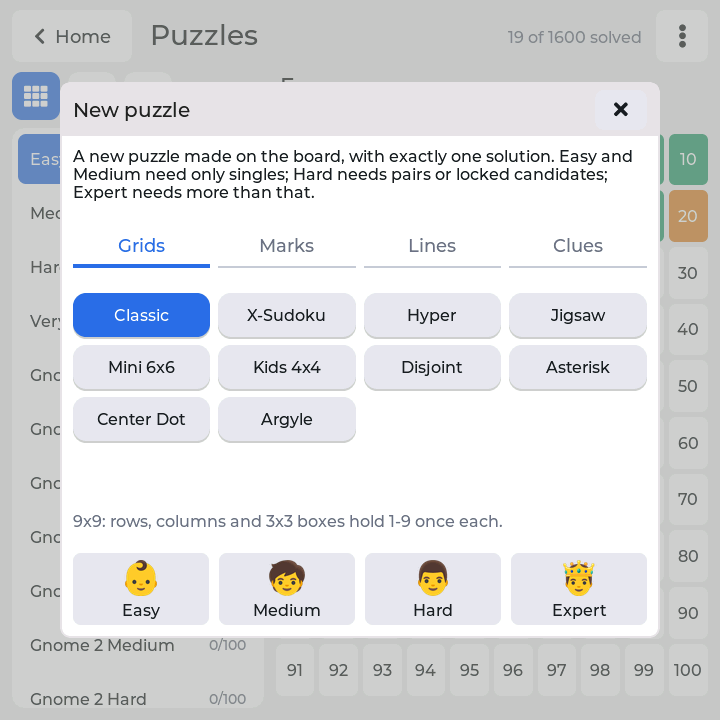 Home
Puzzles
19 of 1600 solved
New puzzle
A new puzzle made on the board, with exactly one solution. Easy and
Medium need only singles; Hard needs pairs or locked candidates;
Expert needs more than that.
Grids
Marks
Lines
Clues
Classic
X-Sudoku
Hyper
Jigsaw
Mini 6x6
Kids 4x4
Disjoint
Asterisk
Center Dot
Argyle
9x9: rows, columns and 3x3 boxes hold 1-9 once each.
Easy
Medium
Hard
Expert
10
20
30
40
50
60
70
80
90
Gnome 2 Medium 0/100
Gnome 2 Hard 0/100
91 92 93 94 95 96 97 98 99 100